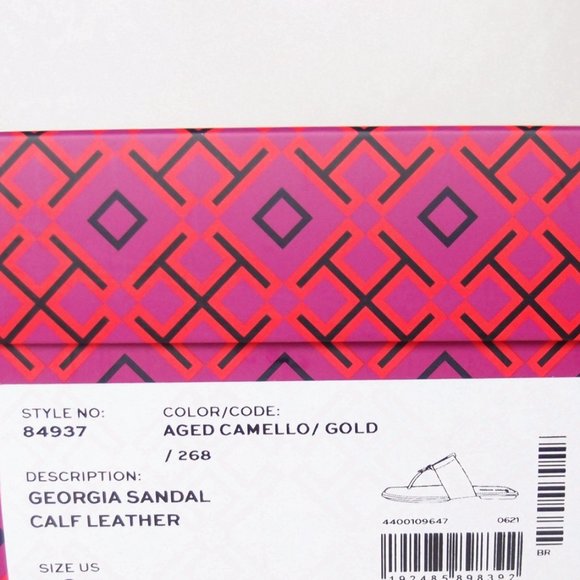 STYLE NO:
84937
COLOR/CODE:
AGED CAMELLO/ GOLD
/ 268
DESCRIPTION:
GEORGIA SANDAL
CALF LEATHER
4400109647 0621
BR
SIZE US
192485898392